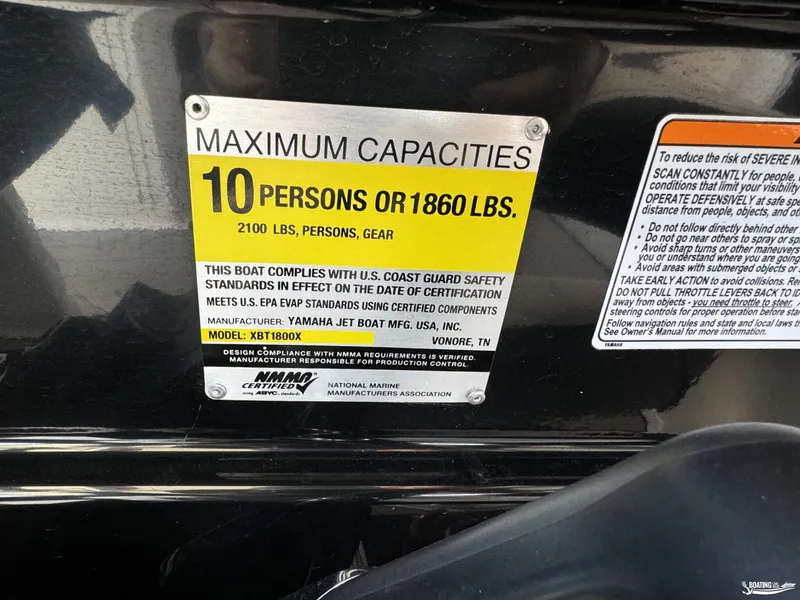 MAXIMUM CAPACITIES
10 PERSONS OR 1860 LBS.
2100 LBS, PERSONS, GEAR
THIS BOAT COMPLIES WITH U.S. COAST GUARD SAFETY
STANDARDS IN EFFECT ON THE DATE OF CERTIFICATION
MEETS U.S. EPA EVAP STANDARDS USING CERTIFIED COMPONENTS
MANUFACTURER: YAMAHA JET BOAT MFG. USA, INC.
MODEL: XBT1800X VONORE, TN
DESIGN COMPLIANCE WITH NMMA REQUIREMENTS IS VERIFIED.
MANUFACTURER RESPONSIBLE FOR PRODUCTION CONTROL.
NMMA
CERTIFIED
using ABYC standards
NATIONAL MARINE
MANUFACTURERS ASSOCIATION
To reduce the risk of SEVERE
SCAN CONSTANTLY for people,
conditions that limit your visibility
OPERATE DEFENSIVELY at safe
distance from people, objects, and
• Do not follow directly behind other
• Do not go near others to spray or
• Avoid sharp turns or other maneuvers
you or understand where you are going
• Avoid areas with submerged objects or
TAKE EARLY ACTION to avoid collisions.
DO NOT PULL THROTTLE LEVERS BACK TO
away from objects - you need throttle to steer.
steering controls for proper operation before
Follow navigation rules and state and local laws
See Owner's Manual for more information.
YAMAHA
BOATING